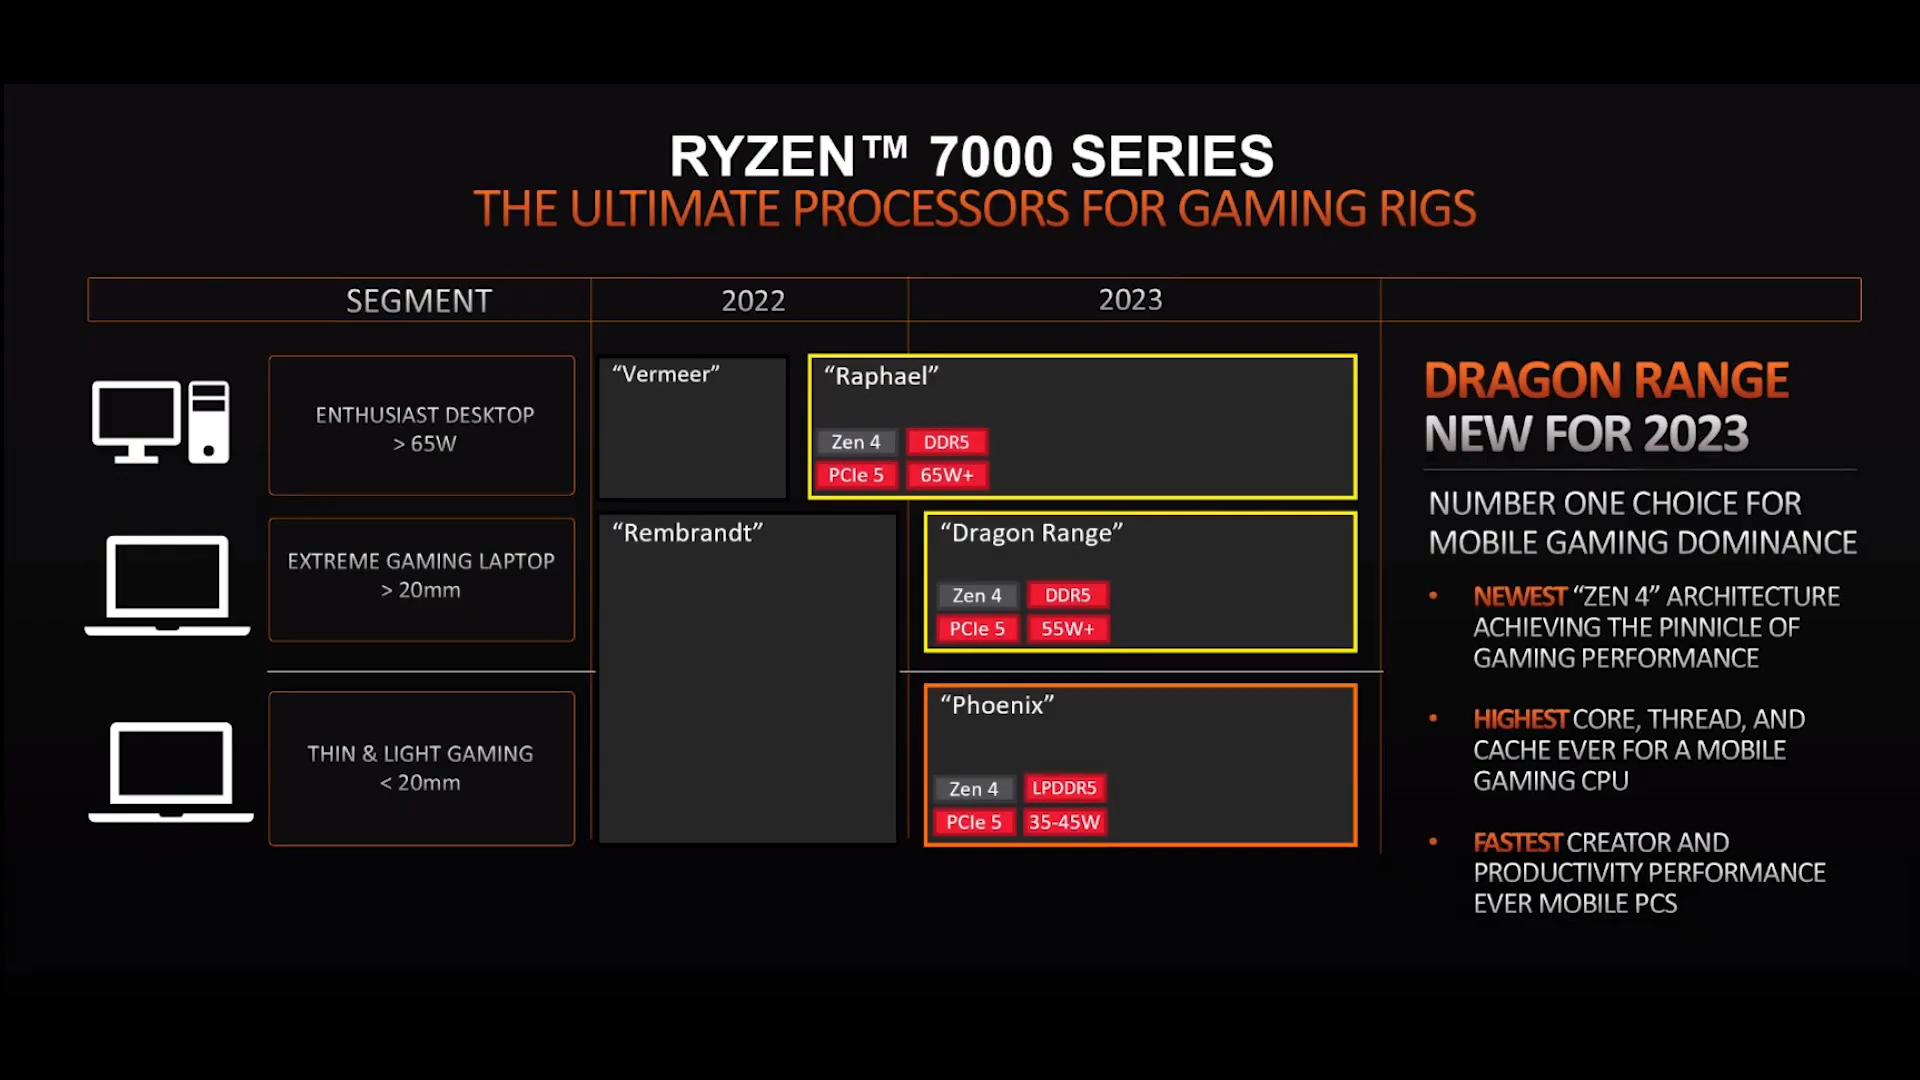 RYZEN™ 7000 SERIES
THE ULTIMATE PROCESSORS FOR GAMING RIGS
SEGMENT
2022
2023
ENTHUSIAST DESKTOP
> 65W
“Vermeer”
“Raphael”
Zen 4
DDR5
PCIe 5
65W+
EXTREME GAMING LAPTOP
> 20mm
“Rembrandt”
“Dragon Range”
Zen 4
DDR5
PCIe 5
55W+
THIN & LIGHT GAMING
< 20mm
“Phoenix”
Zen 4
LPDDR5
PCIe 5
35-45W
DRAGON RANGE
NEW FOR 2023
NUMBER ONE CHOICE FOR
MOBILE GAMING DOMINANCE
• NEWEST “ZEN 4” ARCHITECTURE
ACHIEVING THE PINNICLE OF
GAMING PERFORMANCE
• HIGHEST CORE, THREAD, AND
CACHE EVER FOR A MOBILE
GAMING CPU
• FASTEST CREATOR AND
PRODUCTIVITY PERFORMANCE
EVER MOBILE PCS